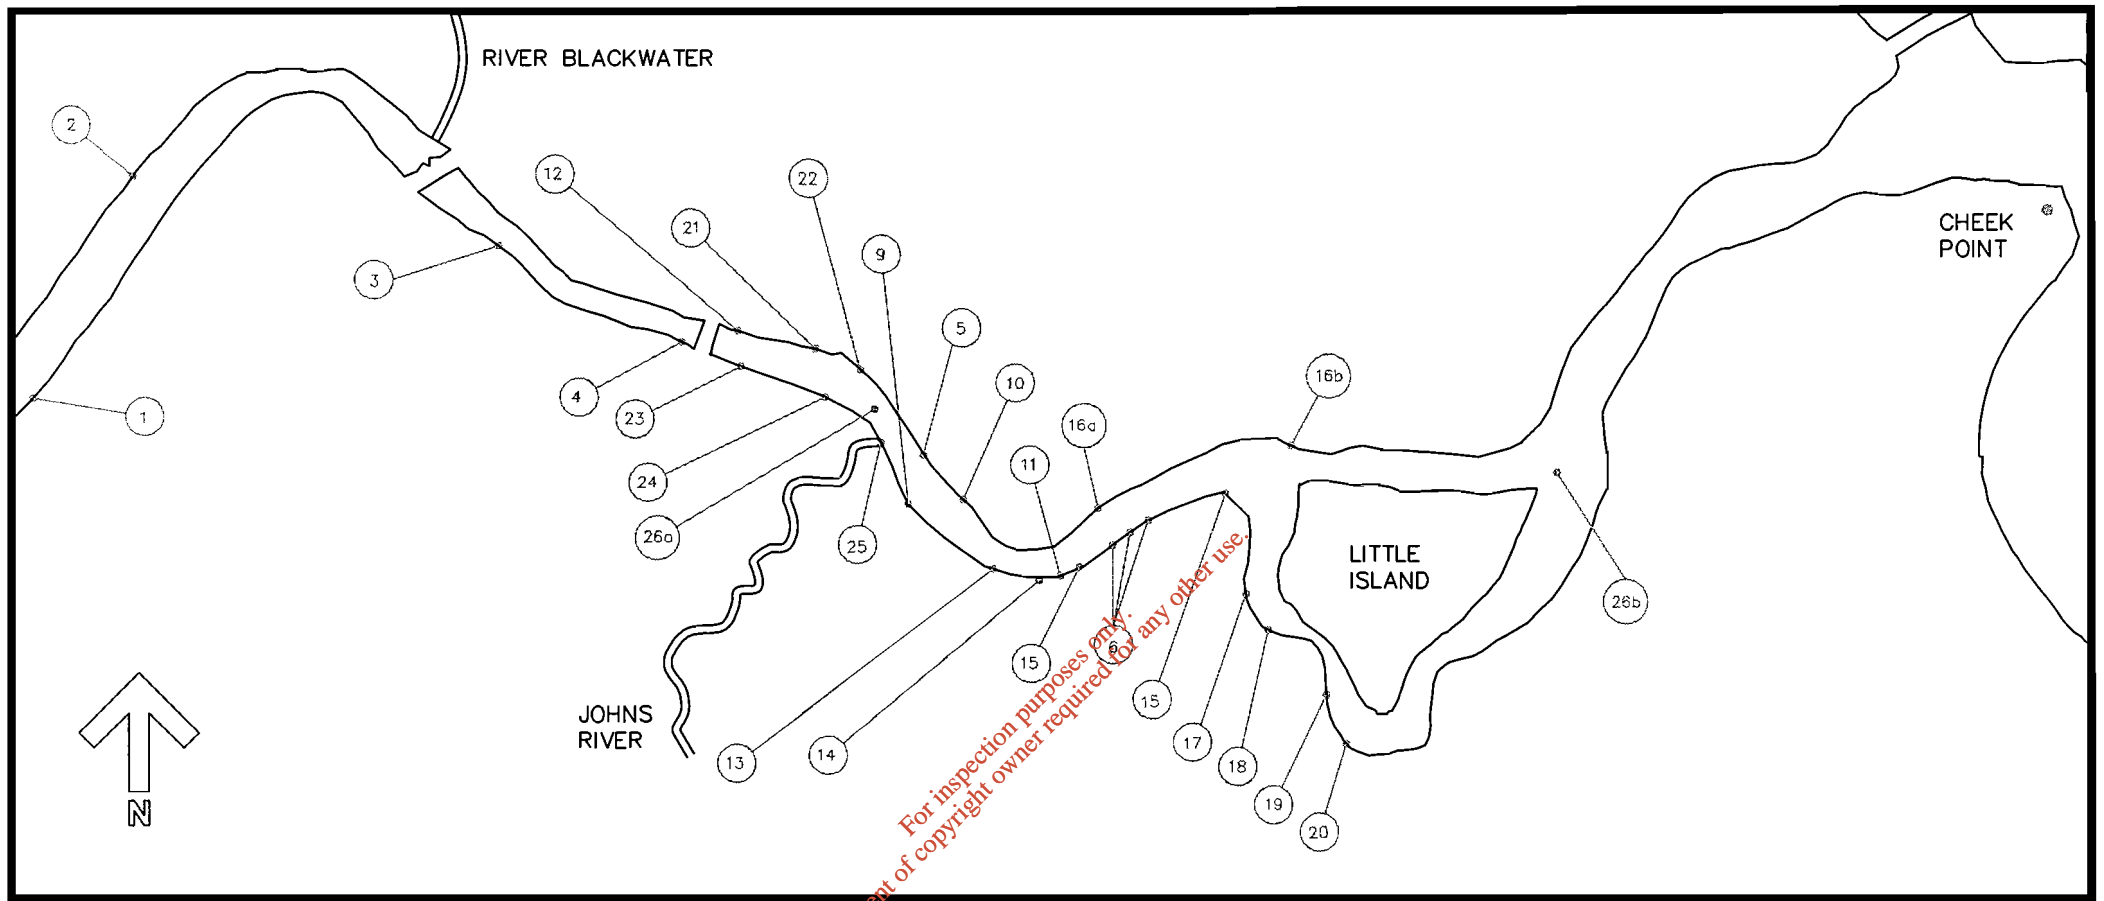 RIVER BLACKWATER
2
12
22
21
CHEEK
POINT
9
3
5
16b
10
4
1
23
16a
11
24
26a
25
LITTLE
ISLAND
26b
6
15
15
JOHNS
RIVER
17
14
13
18
19
20
N
For inspection purposes only.
ent of copyright owner required for any other use.